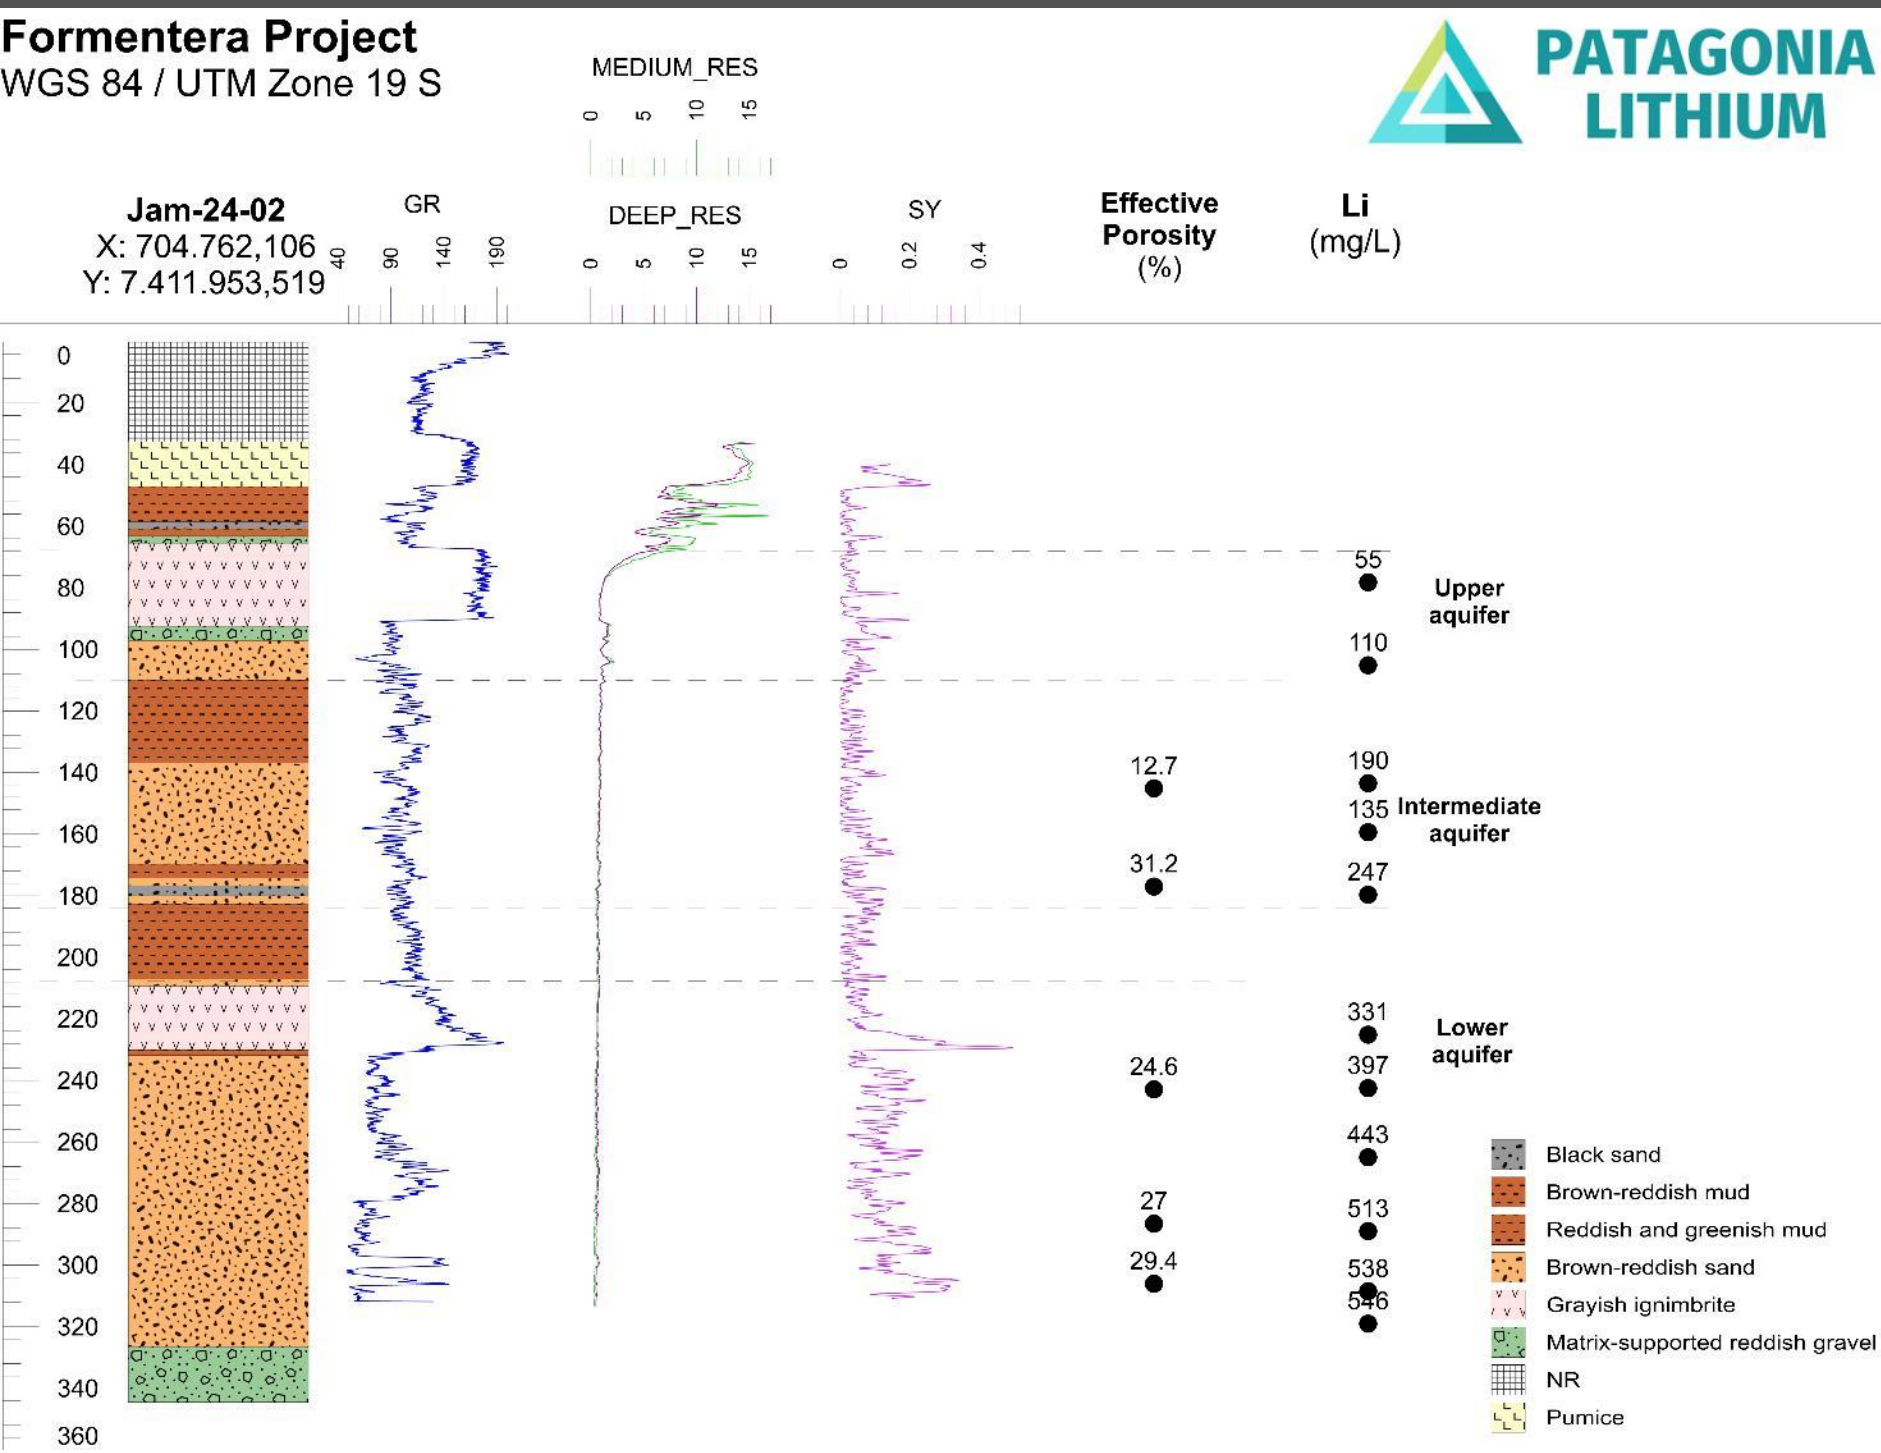 Formentera Project
WGS 84 / UTM Zone 19 S
PATAGONIA
LITHIUM
MEDIUM_RES
0 5 10 15
Jam-24-02
X: 704.762,106
Y: 7.411.953,519
GR
40 90 140 190
DEEP_RES
0 5 10 15
SY
0 0.2 0.4
Effective
Porosity
(%)
Li
(mg/L)
0
20
40
60
80
100
120
140
160
180
200
220
240
260
280
300
320
340
360
12.7
31.2
24.6
27
29.4
55
110
190
135
247
331
397
443
513
538
546
Upper
aquifer
Intermediate
aquifer
Lower
aquifer
Black sand
Brown-reddish mud
Reddish and greenish mud
Brown-reddish sand
Grayish ignimbrite
Matrix-supported reddish gravel
NR
Pumice